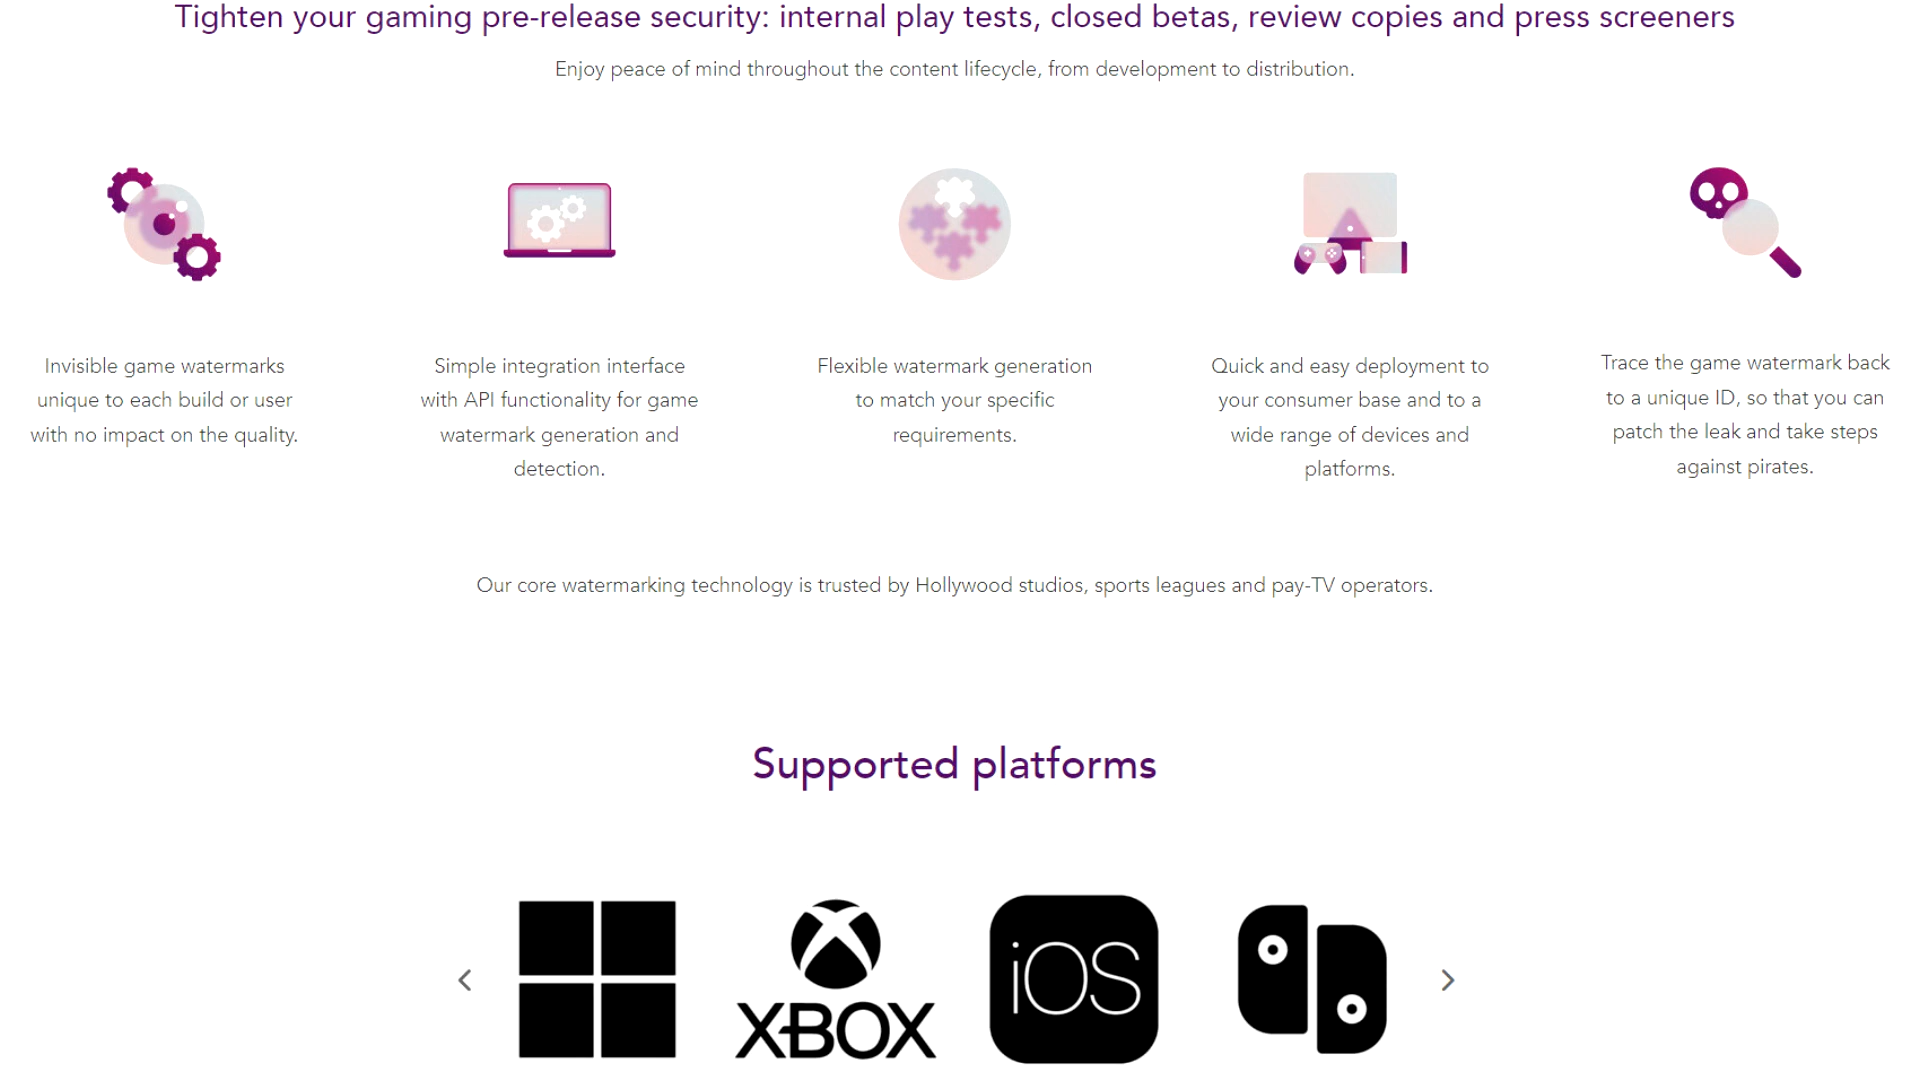 Tighten your gaming pre-release security: internal play tests, closed betas, review copies and press screeners
Enjoy peace of mind throughout the content lifecycle, from development to distribution.
Invisible game watermarks
unique to each build or user
with no impact on the quality.
Simple integration interface
with API functionality for game
watermark generation and
detection.
Flexible watermark generation
to match your specific
requirements.
Quick and easy deployment to
your consumer base and to a
wide range of devices and
platforms.
Trace the game watermark back
to a unique ID, so that you can
patch the leak and take steps
against pirates.
Our core watermarking technology is trusted by Hollywood studios, sports leagues and pay-TV operators.
Supported platforms
XBOX
iOS